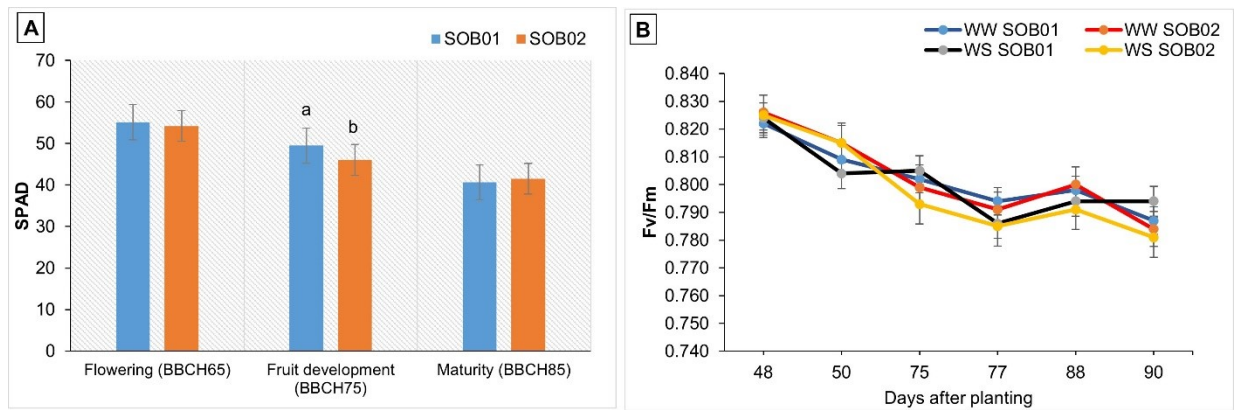 A
SOB01 SOB02
70
60
50
40
30
20
10
0
SPAD
a
b
Flowering (BBCH65)
Fruit development
(BBCH75)
Maturity (BBCH85)
B
WW SOB01 WW SOB02
WS SOB01 WS SOB02
0.840
0.830
0.820
0.810
0.800
0.790
0.780
0.770
0.760
0.750
0.740
Fv/Fm
48 50 75 77 88 90
Days after planting